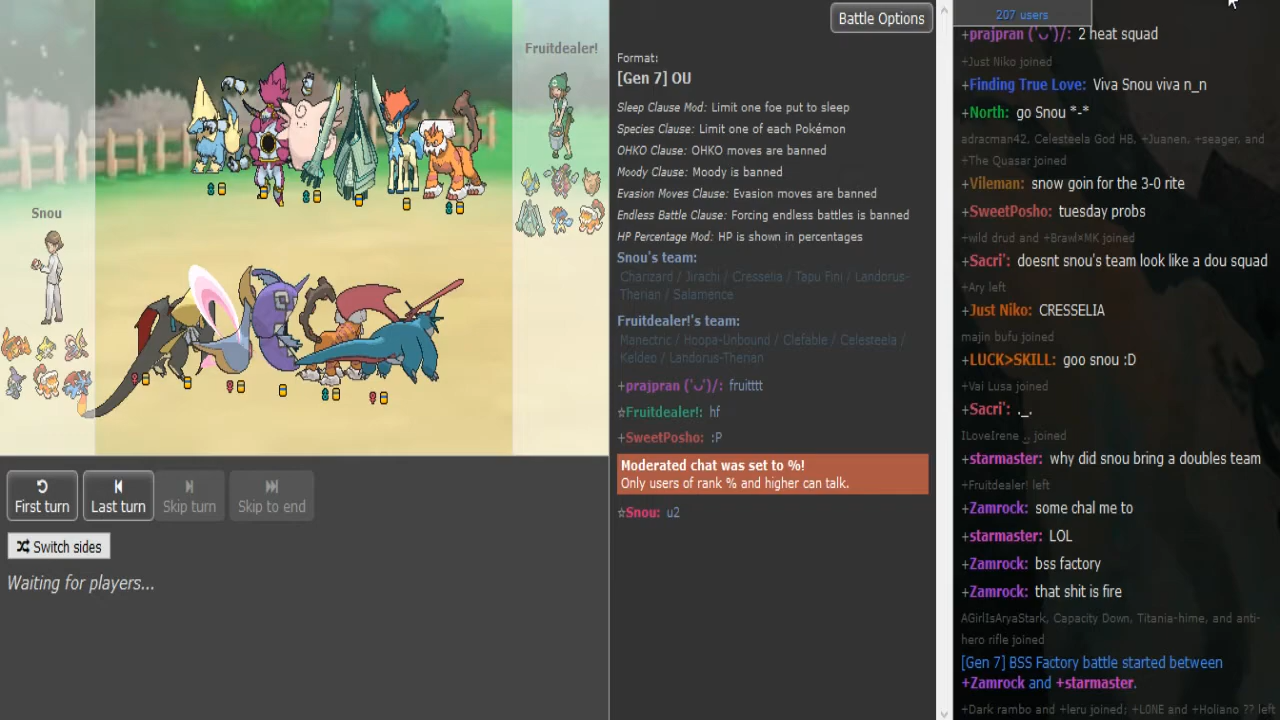 Snou
Fruitdealer!
First turn
Last turn
Skip turn
Skip to end
Switch sides
Waiting for players...
Battle Options
Format:
[Gen 7] OU
Sleep Clause Mod: Limit one foe put to sleep
Species Clause: Limit one of each Pokémon
OHKO Clause: OHKO moves are banned
Moody Clause: Moody is banned
Evasion Moves Clause: Evasion moves are banned
Endless Battle Clause: Forcing endless battles is banned
HP Percentage Mod: HP is shown in percentages
Snou's team:
Charizard / Jirachi / Cresselia / Tapu Fini / Landorus-
Therian / Salamence
Fruitdealer!'s team:
Manectric / Hoopa-Unbound / Clefable / Celesteela /
Keldeo / Landorus-Therian
+prajpran ('ᴗ')/: fruitttt
☆Fruitdealer!: hf
+SweetPosho: :P
Moderated chat was set to %!
Only users of rank % and higher can talk.
☆Snou: u2
207 users
+prajpran ('ᴗ')/: 2 heat squad
+Just Niko joined
+Finding True Love: Viva Snou viva n_n
+North: go Snou *-*
adracman42. Celesteela God HB, +Juanen, +seager, and
+The Quasar joined
+Vileman: snow goin for the 3-0 rite
+SweetPosho: tuesday probs
+wild drud and +Brawl¤MK joined
+Sacri': doesnt snou's team look like a dou squad
+Ary left
+Just Niko: CRESSELIA
majin bufu joined
+LUCK>SKILL: goo snou :D
+Vai Lusa joined
+Sacri': ._.
ILoveIrene ._. joined
+starmaster: why did snou bring a doubles team
+Fruitdealer! left
+Zamrock: some chal me to
+starmaster: LOL
+Zamrock: bss factory
+Zamrock: that shit is fire
AGirlIsAryaStark, Capacity Down, Titania-hime, and anti-
hero rifle joined
[Gen 7] BSS Factory battle started between
+Zamrock and +starmaster.
+Dark rambo and +leru joined; +L0NE and +Holiano ?? left